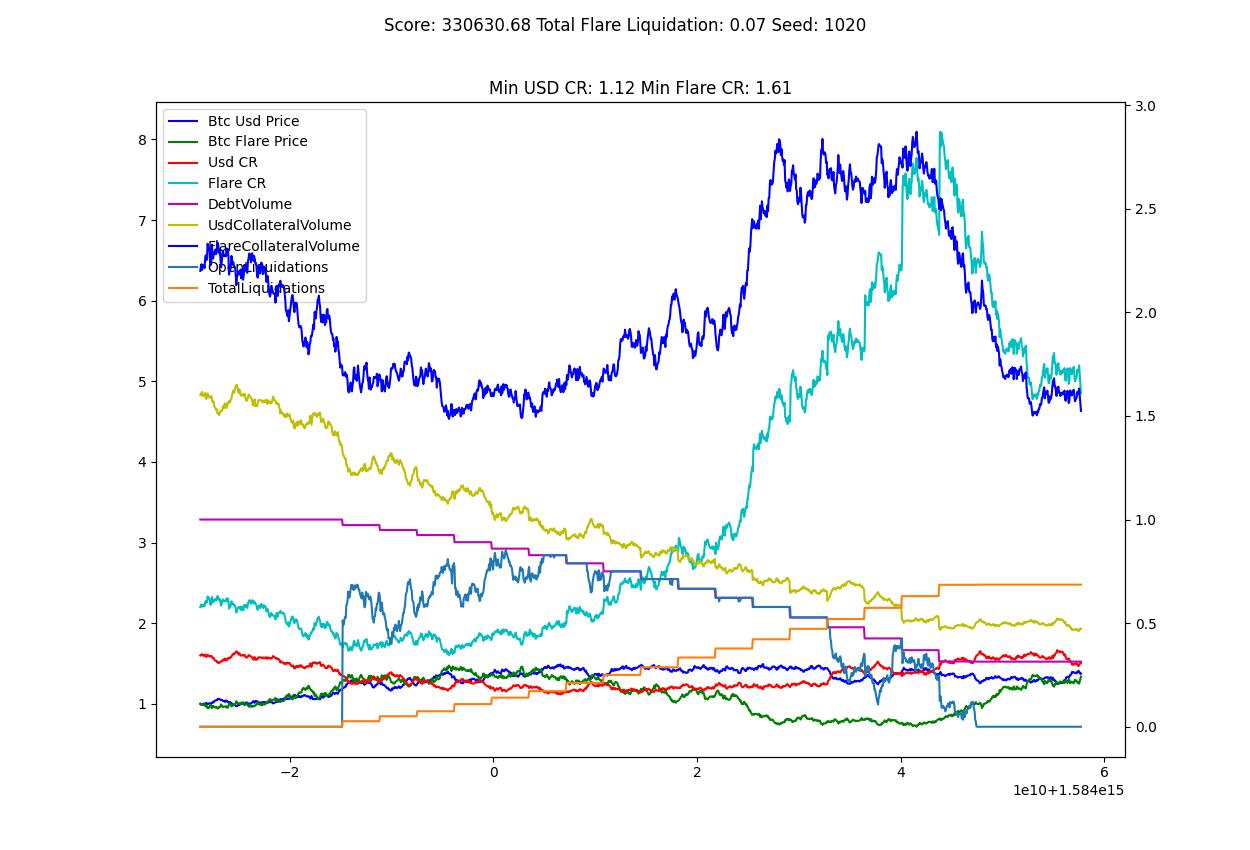 Score: 330630.68 Total Flare Liquidation: 0.07 Seed: 1020
Min USD CR: 1.12 Min Flare CR: 1.61
Btc Usd Price
Btc Flare Price
Usd CR
Flare CR
DebtVolume
UsdCollateralVolume
FlareCollateralVolume
OpenLiquidations
TotalLiquidations
8
7
6
5
4
3
2
1
3.0
2.5
2.0
1.5
1.0
0.5
0.0
−2 0 2 4 6
1e10+1.584e15